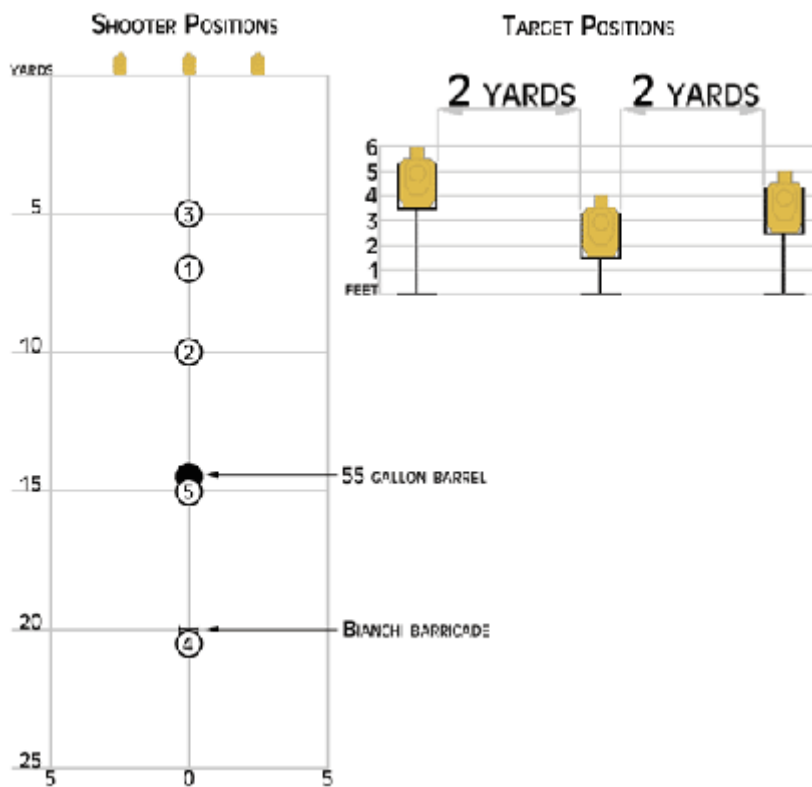 SHOOTER POSITIONS
YARDS
5
3
1
10
2
55 GALLON BARREL
15
5
20
BIANCHI BARRICADE
4
25
5 0 5
TARGET POSITIONS
2 YARDS 2 YARDS
6
5
4
3
2
1
FEET